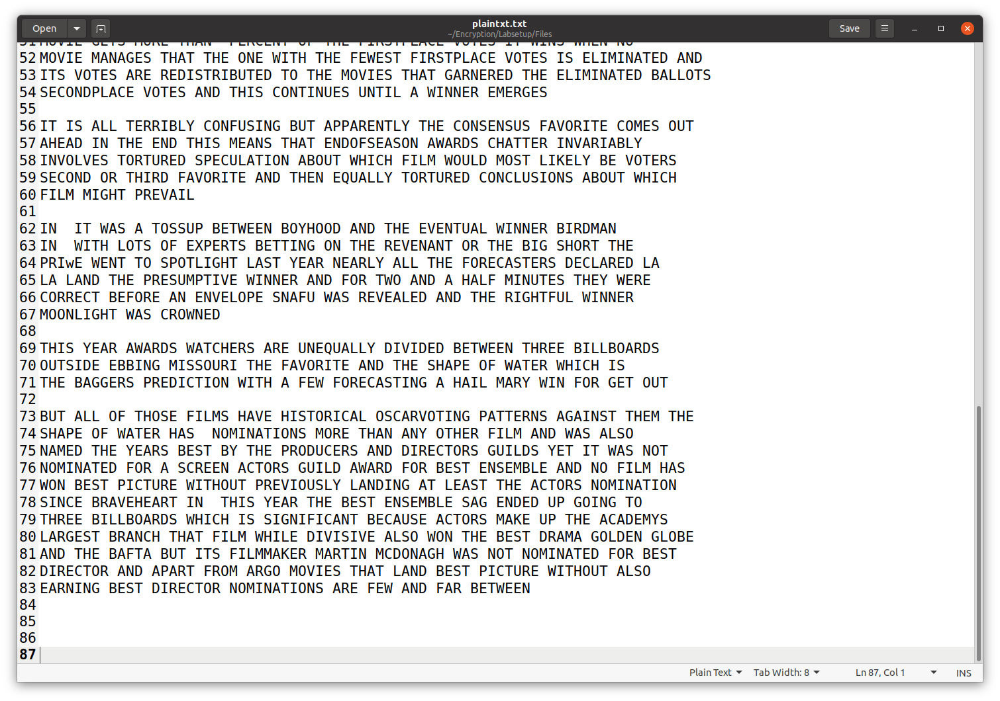 Open
plaintxt.txt
~/Encryption/Labsetup/Files
Save
51 MOVIE GETS MORE THAN  PERCENT OF THE FIRSTPLACE VOTES IT WINS WHEN NO
52 MOVIE MANAGES THAT THE ONE WITH THE FEWEST FIRSTPLACE VOTES IS ELIMINATED AND
53 ITS VOTES ARE REDISTRIBUTED TO THE MOVIES THAT GARNERED THE ELIMINATED BALLOTS
54 SECONDPLACE VOTES AND THIS CONTINUES UNTIL A WINNER EMERGES
55
56 IT IS ALL TERRIBLY CONFUSING BUT APPARENTLY THE CONSENSUS FAVORITE COMES OUT
57 AHEAD IN THE END THIS MEANS THAT ENDOFSEASON AWARDS CHATTER INVARIABLY
58 INVOLVES TORTURED SPECULATION ABOUT WHICH FILM WOULD MOST LIKELY BE VOTERS
59 SECOND OR THIRD FAVORITE AND THEN EQUALLY TORTURED CONCLUSIONS ABOUT WHICH
60 FILM MIGHT PREVAIL
61
62 IN  IT WAS A TOSSUP BETWEEN BOYHOOD AND THE EVENTUAL WINNER BIRDMAN
63 IN  WITH LOTS OF EXPERTS BETTING ON THE REVENANT OR THE BIG SHORT THE
64 PRIwE WENT TO SPOTLIGHT LAST YEAR NEARLY ALL THE FORECASTERS DECLARED LA
65 LA LAND THE PRESUMPTIVE WINNER AND FOR TWO AND A HALF MINUTES THEY WERE
66 CORRECT BEFORE AN ENVELOPE SNAFU WAS REVEALED AND THE RIGHTFUL WINNER
67 MOONLIGHT WAS CROWNED
68
69 THIS YEAR AWARDS WATCHERS ARE UNEQUALLY DIVIDED BETWEEN THREE BILLBOARDS
70 OUTSIDE EBBING MISSOURI THE FAVORITE AND THE SHAPE OF WATER WHICH IS
71 THE BAGGERS PREDICTION WITH A FEW FORECASTING A HAIL MARY WIN FOR GET OUT
72
73 BUT ALL OF THOSE FILMS HAVE HISTORICAL OSCARVOTING PATTERNS AGAINST THEM THE
74 SHAPE OF WATER HAS  NOMINATIONS MORE THAN ANY OTHER FILM AND WAS ALSO
75 NAMED THE YEARS BEST BY THE PRODUCERS AND DIRECTORS GUILDS YET IT WAS NOT
76 NOMINATED FOR A SCREEN ACTORS GUILD AWARD FOR BEST ENSEMBLE AND NO FILM HAS
77 WON BEST PICTURE WITHOUT PREVIOUSLY LANDING AT LEAST THE ACTORS NOMINATION
78 SINCE BRAVEHEART IN  THIS YEAR THE BEST ENSEMBLE SAG ENDED UP GOING TO
79 THREE BILLBOARDS WHICH IS SIGNIFICANT BECAUSE ACTORS MAKE UP THE ACADEMYS
80 LARGEST BRANCH THAT FILM WHILE DIVISIVE ALSO WON THE BEST DRAMA GOLDEN GLOBE
81 AND THE BAFTA BUT ITS FILMMAKER MARTIN MCDONAGH WAS NOT NOMINATED FOR BEST
82 DIRECTOR AND APART FROM ARGO MOVIES THAT LAND BEST PICTURE WITHOUT ALSO
83 EARNING BEST DIRECTOR NOMINATIONS ARE FEW AND FAR BETWEEN
84
85
86
87
Plain Text Tab Width: 8 Ln 87, Col 1 INS